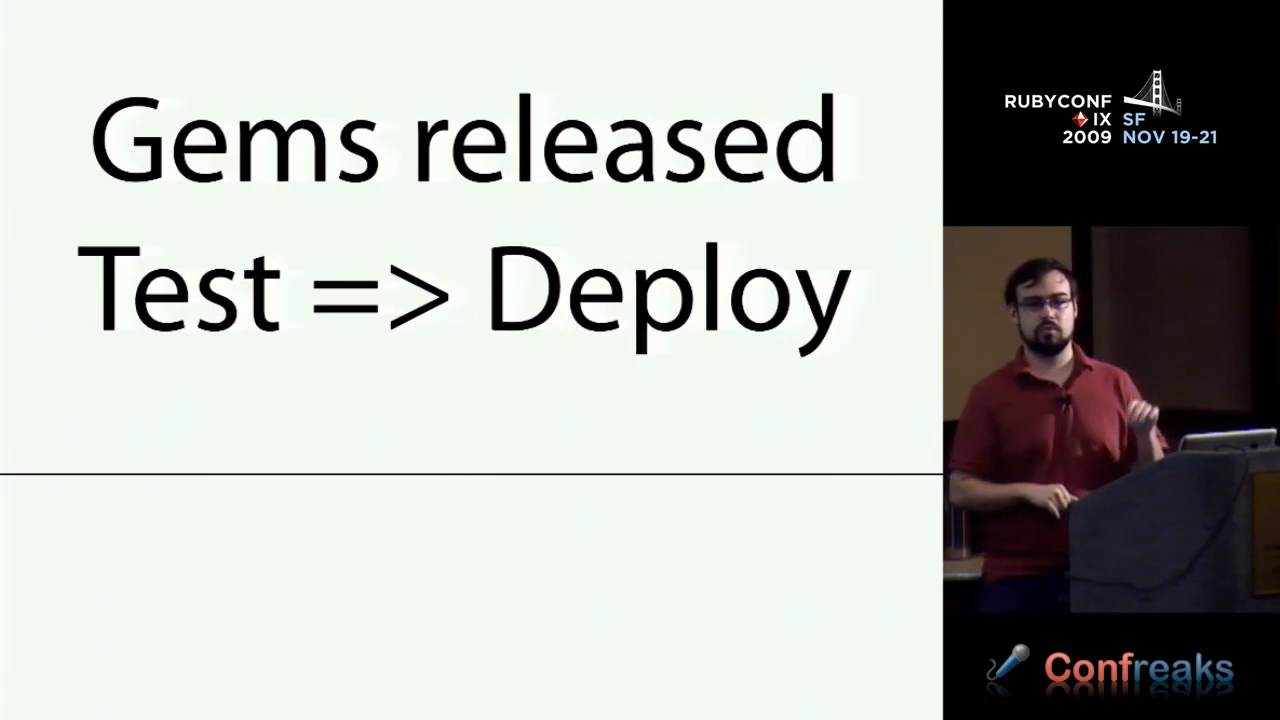 Gems released
Test => Deploy
RUBYCONF
IX SF
2009 NOV 19-21
Confreaks